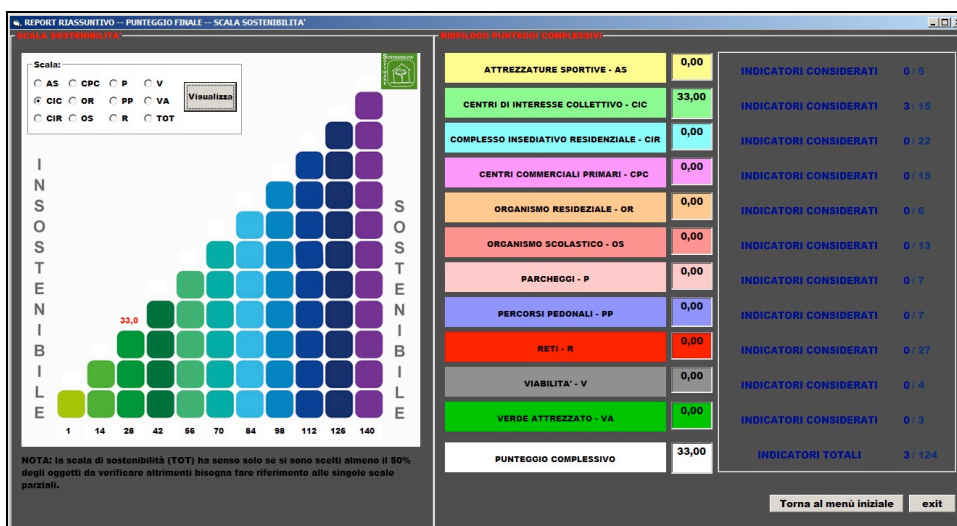 REPORT RIASSUNTIVO -- PUNTEGGIO FINALE -- SCALA SOSTENIBILITA'
SCALA SOSTENIBILITA'
Scala:
AS CPC P V
CIC OR PP VA
CIR OS R TOT
Visualizza
INSOSTENIBILE
SOSTENIBILE
33,0
1 14 28 42 56 70 84 98 112 126 140
NOTA: la scala di sostenibilità (TOT) ha senso solo se si sono scelti almeno il 50%
degli oggetti da verificare altrimenti bisogna fare riferimento alle singole scale
parziali.
RIEPILOGO PUNTEGGI COMPLESSIVI
ATTREZZATURE SPORTIVE - AS 0,00 INDICATORI CONSIDERATI 0 / 5
CENTRI DI INTERESSE COLLETTIVO - CIC 33,00 INDICATORI CONSIDERATI 3 / 15
COMPLESSO INSEDIATIVO RESIDENZIALE - CIR 0,00 INDICATORI CONSIDERATI 0 / 22
CENTRI COMMERCIALI PRIMARI - CPC 0,00 INDICATORI CONSIDERATI 0 / 15
ORGANISMO RESIDEZIALE - OR 0,00 INDICATORI CONSIDERATI 0 / 6
ORGANISMO SCOLASTICO - OS 0,00 INDICATORI CONSIDERATI 0 / 13
PARCHEGGI - P 0,00 INDICATORI CONSIDERATI 0 / 7
PERCORSI PEDONALI - PP 0,00 INDICATORI CONSIDERATI 0 / 7
RETI - R 0,00 INDICATORI CONSIDERATI 0 / 27
VIABILITA' - V 0,00 INDICATORI CONSIDERATI 0 / 4
VERDE ATTREZZATO - VA 0,00 INDICATORI CONSIDERATI 0 / 3
PUNTEGGIO COMPLESSIVO 33,00 INDICATORI TOTALI 3 / 124
Torna al menù iniziale exit